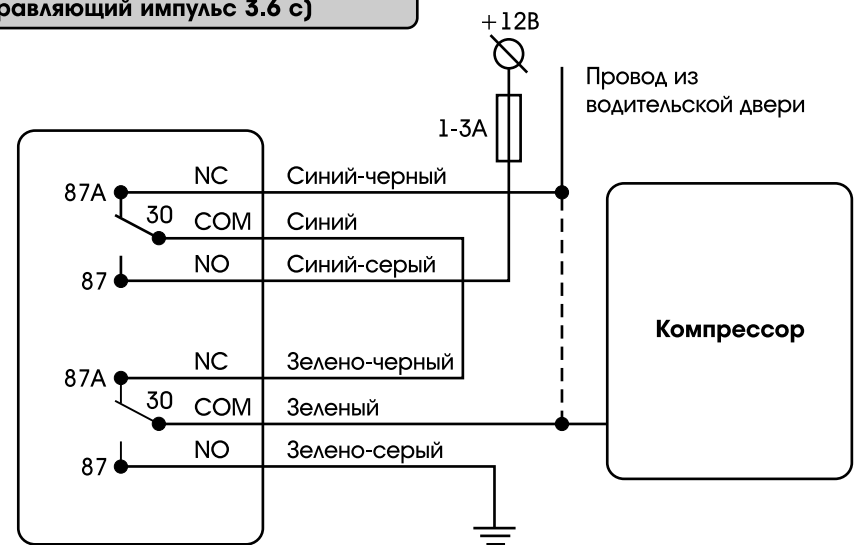 равляющий импульс 3.6 с)
+12В
Провод из
водительской двери
1-3А
87А NC Синий-черный
30 COM Синий
87 NO Синий-серый
Компрессор
87А NC Зелено-черный
30 COM Зеленый
87 NO Зелено-серый